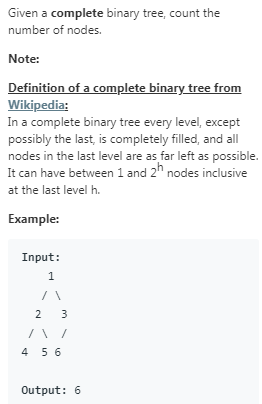 Given a complete binary tree, count the
number of nodes.
Note:
Definition of a complete binary tree from
Wikipedia:
In a complete binary tree every level, except
possibly the last, is completely filled, and all
nodes in the last level are as far left as possible.
It can have between 1 and 2h nodes inclusive
at the last level h.
Example:
Input:
1
/ \
2 3
/ \ /
4 5 6
Output: 6